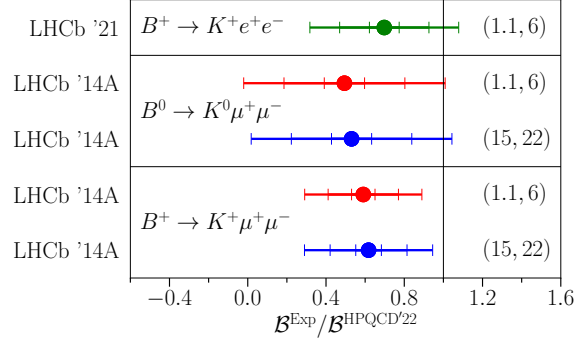 LHCb '21 B⁺ → K⁺e⁺e⁻ (1.1, 6)
LHCb '14A (1.1, 6)
B⁰ → K⁰μ⁺μ⁻
LHCb '14A (15, 22)
LHCb '14A (1.1, 6)
B⁺ → K⁺μ⁺μ⁻
LHCb '14A (15, 22)
−0.4 0.0 0.4 0.8 1.2 1.6
ℬ^Exp/ℬ^HPQCD'22